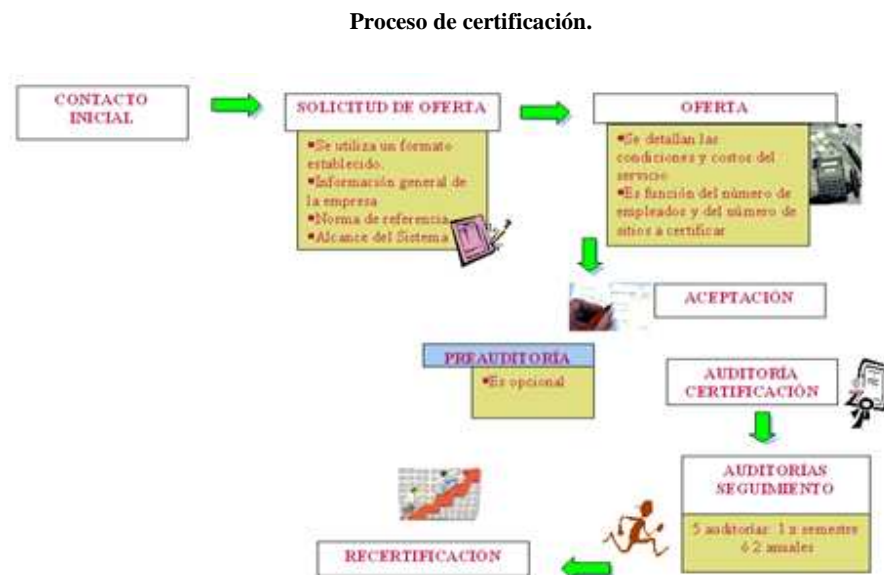 Proceso de certificación.
CONTACTO
INICIAL
SOLICITUD DE OFERTA
▪Se utiliza un formato
establecido.
▪Información general de
la empresa
▪Norma de referencia
▪Alcance del Sistema
OFERTA
▪Se detallan las
condiciones y costos del
servicio
▪Es función del número de
empleados y del número de
sitios a certificar
ACEPTACIÓN
PREAUDITORÍA
▪Es opcional
AUDITORÍA
CERTIFICACIÓN
AUDITORÍAS
SEGUIMIENTO
5 auditorías: 1 x semestre
ó 2 anuales
RECERTIFICACIÓN